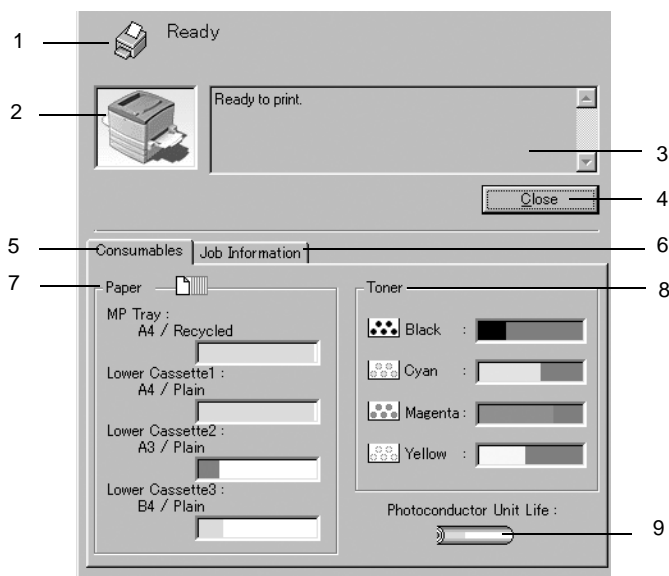 1
Ready
2
Ready to print.
3
Close
4
5
Consumables
Job Information
6
7
Paper
Toner
8
MP Tray :
A4 / Recycled
Lower Cassette1 :
A4 / Plain
Lower Cassette2 :
A3 / Plain
Lower Cassette3 :
B4 / Plain
Black :
Cyan :
Magenta :
Yellow :
Photoconductor Unit Life :
9